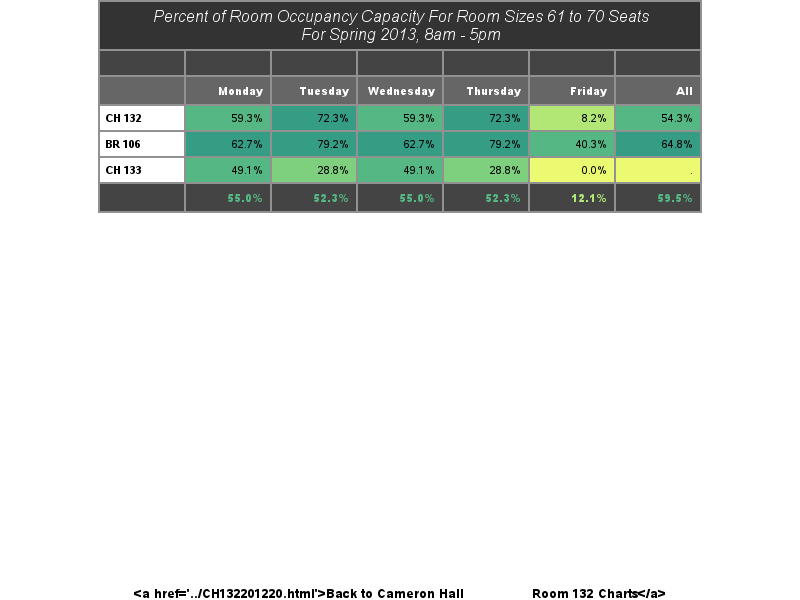 Percent of Room Occupancy Capacity For Room Sizes 61 to 70 Seats
For Spring 2013, 8am - 5pm
Monday Tuesday Wednesday Thursday Friday All
CH 132 59.3% 72.3% 59.3% 72.3% 8.2% 54.3%
BR 106 62.7% 79.2% 62.7% 79.2% 40.3% 64.8%
CH 133 49.1% 28.8% 49.1% 28.8% 0.0% .
55.0% 52.3% 55.0% 52.3% 12.1% 59.5%
<a href='../CH132201220.html'>Back to Cameron Hall Room 132 Charts</a>